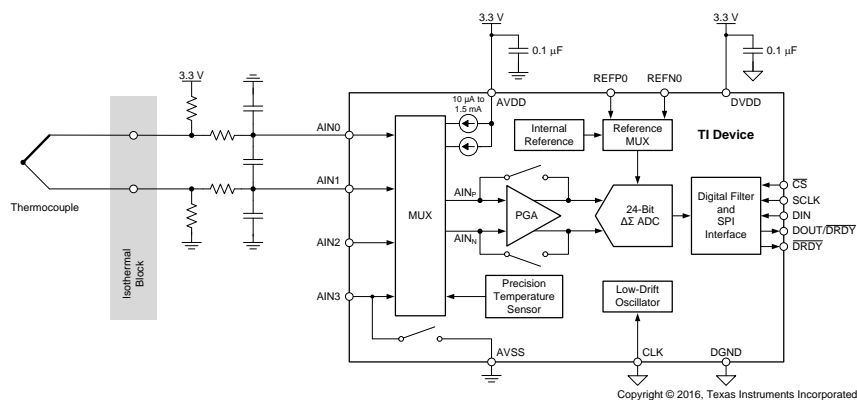 3.3 V
3.3 V
0.1 μF
0.1 μF
3.3 V
REFP0
REFN0
AVDD
DVDD
10 μA to
1.5 mA
TI Device
Internal
Reference
Reference
MUX
AIN0
AIN1
AIN2
AIN3
MUX
AINP
AINN
PGA
24-Bit
ΔΣ ADC
Digital Filter
and
SPI
Interface
CS
SCLK
DIN
DOUT/DRDY
DRDY
Thermocouple
Isothermal
Block
Precision
Temperature
Sensor
Low-Drift
Oscillator
AVSS
CLK
DGND
Copyright © 2016, Texas Instruments Incorporated